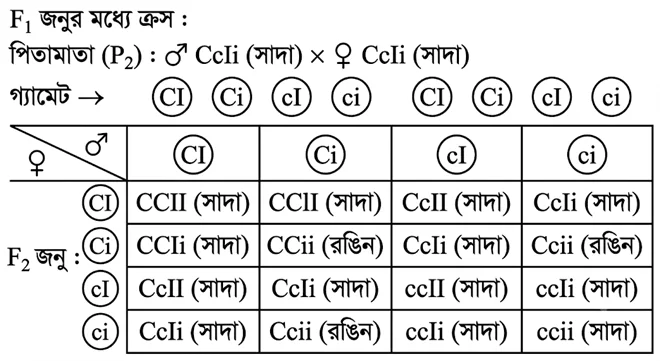 F₁ জনুর মধ্যে ক্রস :
পিতামাতা (P₂) : ♂ CcIi (সাদা) × ♀ CcIi (সাদা)
গ্যামেট → CI Ci cI ci CI Ci cI ci
♀ ♂ CI Ci cI ci
CI CCII (সাদা) CClI (সাদা) CcII (সাদা) CcIi (সাদা)
F₂ জনু : Ci CCIi (সাদা) CCii (রঙিন) CcIi (সাদা) Ccii (রঙিন)
cI CcII (সাদা) CcIi (সাদা) ccII (সাদা) ccIi (সাদা)
ci CcIi (সাদা) Ccii (রঙিন) ccIi (সাদা) ccii (সাদা)